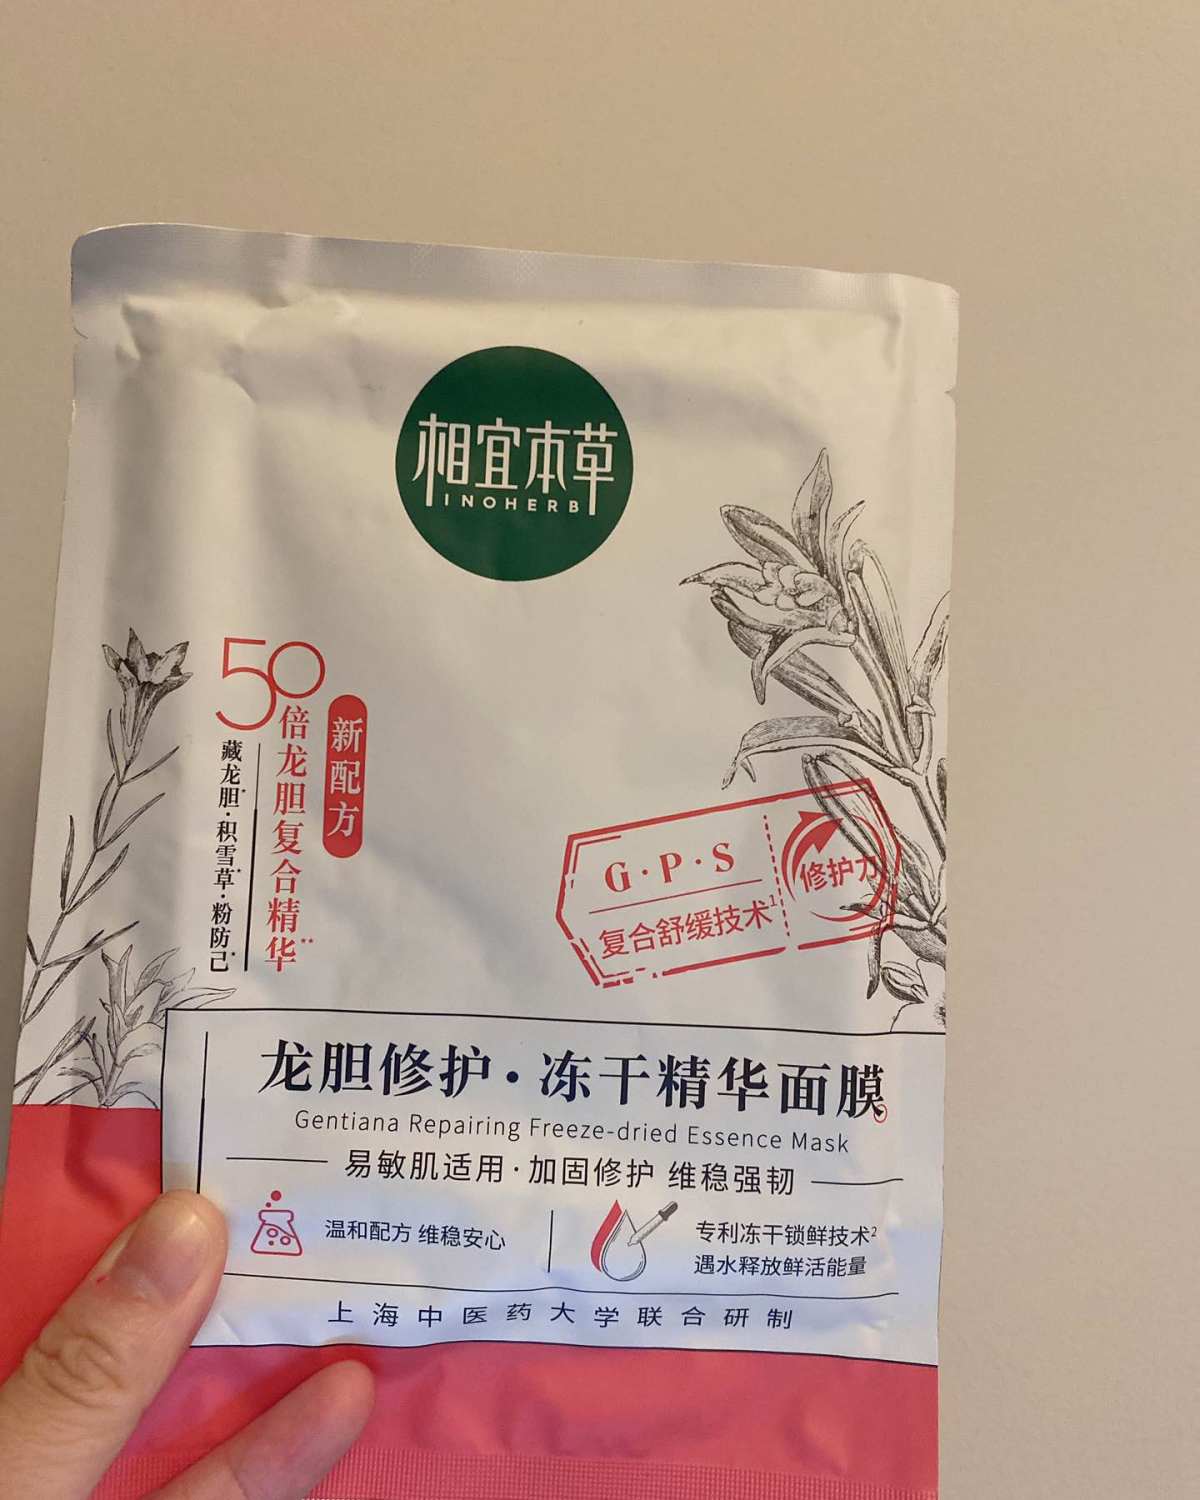 相宜本草
INOHERB
50倍龙胆复合精华**
新配方
藏龙胆*·积雪草*·粉防己*
G·P·S
复合舒缓技术¹
修护力
龙胆修护·冻干精华面膜
Gentiana Repairing Freeze-dried Essence Mask
易敏肌适用·加固修护 维稳强韧
温和配方 维稳安心
专利冻干锁鲜技术²
遇水释放鲜活能量
上海中医药大学联合研制